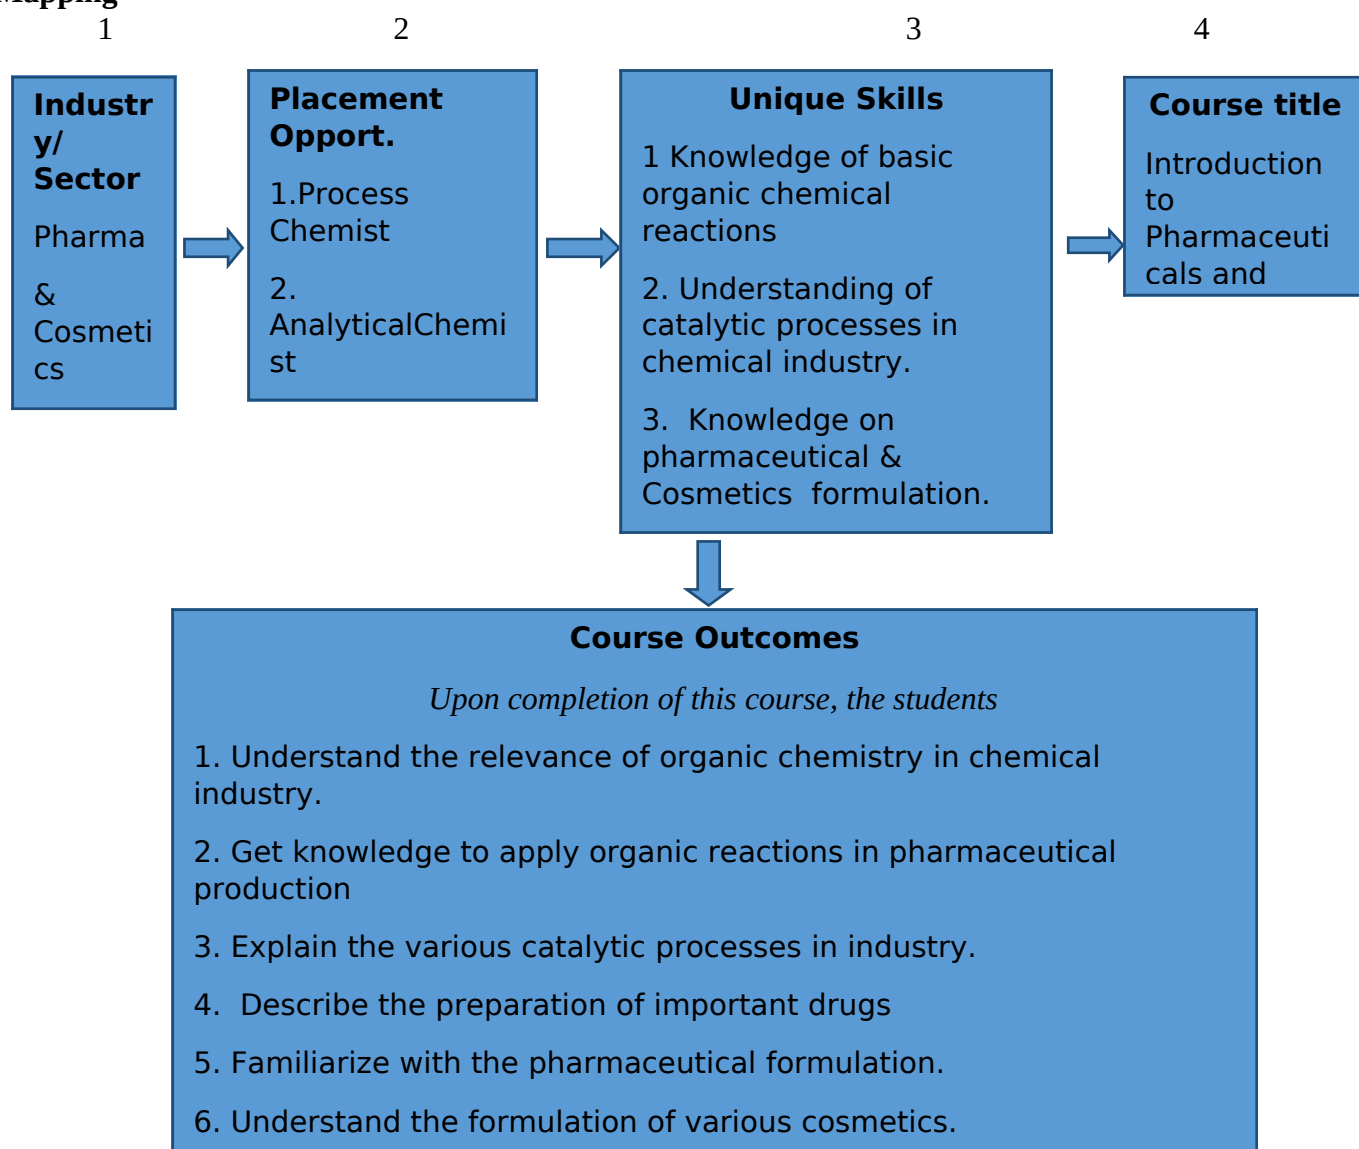 Mapping
1 2 3 4
Industr
y/
Sector
Pharma
&
Cosmeti
cs
Placement
Opport.
1.Process
Chemist
2.
AnalyticalChemi
st
Unique Skills
1 Knowledge of basic
organic chemical
reactions
2. Understanding of
catalytic processes in
chemical industry.
3. Knowledge on
pharmaceutical &
Cosmetics formulation.
Course title
Introduction
to
Pharmaceuti
cals and
Course Outcomes
Upon completion of this course, the students
1. Understand the relevance of organic chemistry in chemical
industry.
2. Get knowledge to apply organic reactions in pharmaceutical
production
3. Explain the various catalytic processes in industry.
4. Describe the preparation of important drugs
5. Familiarize with the pharmaceutical formulation.
6. Understand the formulation of various cosmetics.